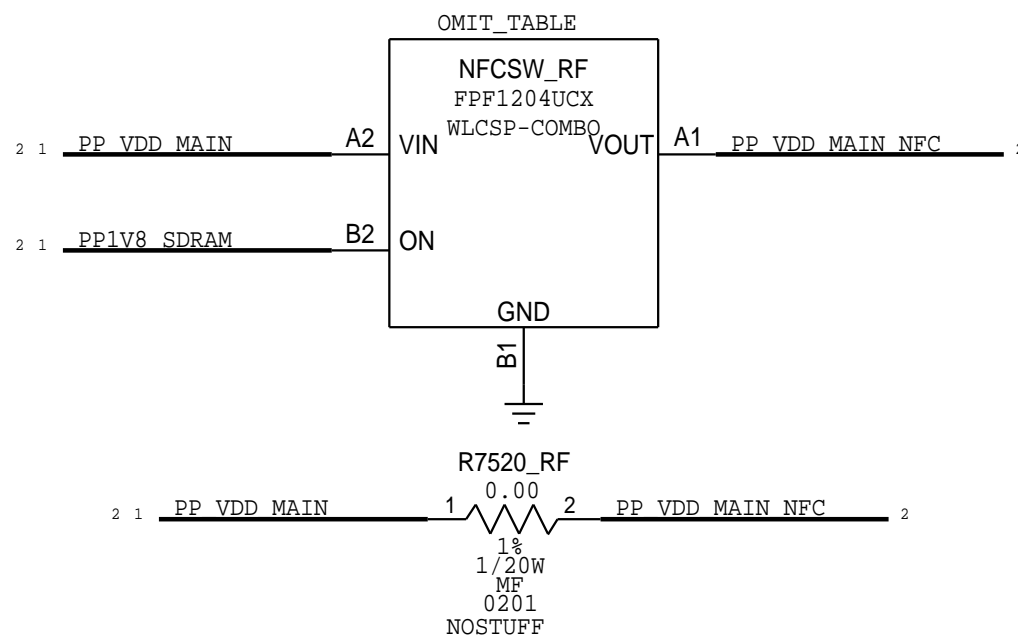 OMIT_TABLE
NFCSW_RF
FPF1204UCX
WLCSP-COMBO
2 1 PP_VDD_MAIN A2 VIN VOUT A1 PP_VDD_MAIN_NFC
2 1 PP1V8_SDRAM B2 ON
GND
B1
R7520_RF
0.00
2 1 PP_VDD_MAIN 1 2 PP_VDD_MAIN_NFC 2
1%
1/20W
MF
0201
NOSTUFF